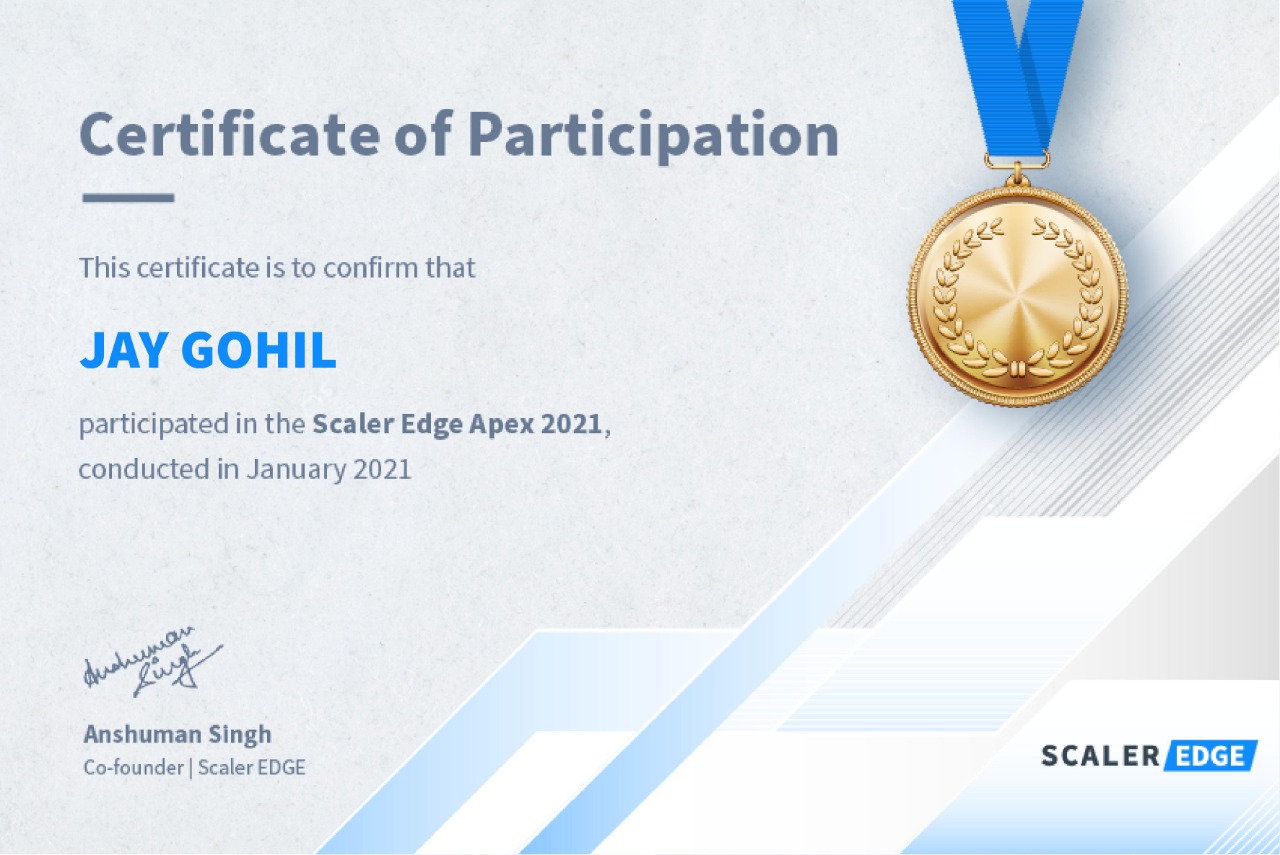 Certificate of Participation
This certificate is to confirm that
JAY GOHIL
participated in the Scaler Edge Apex 2021,
conducted in January 2021
Anshuman
Singh
Anshuman Singh
Co-founder | Scaler EDGE
SCALER EDGE